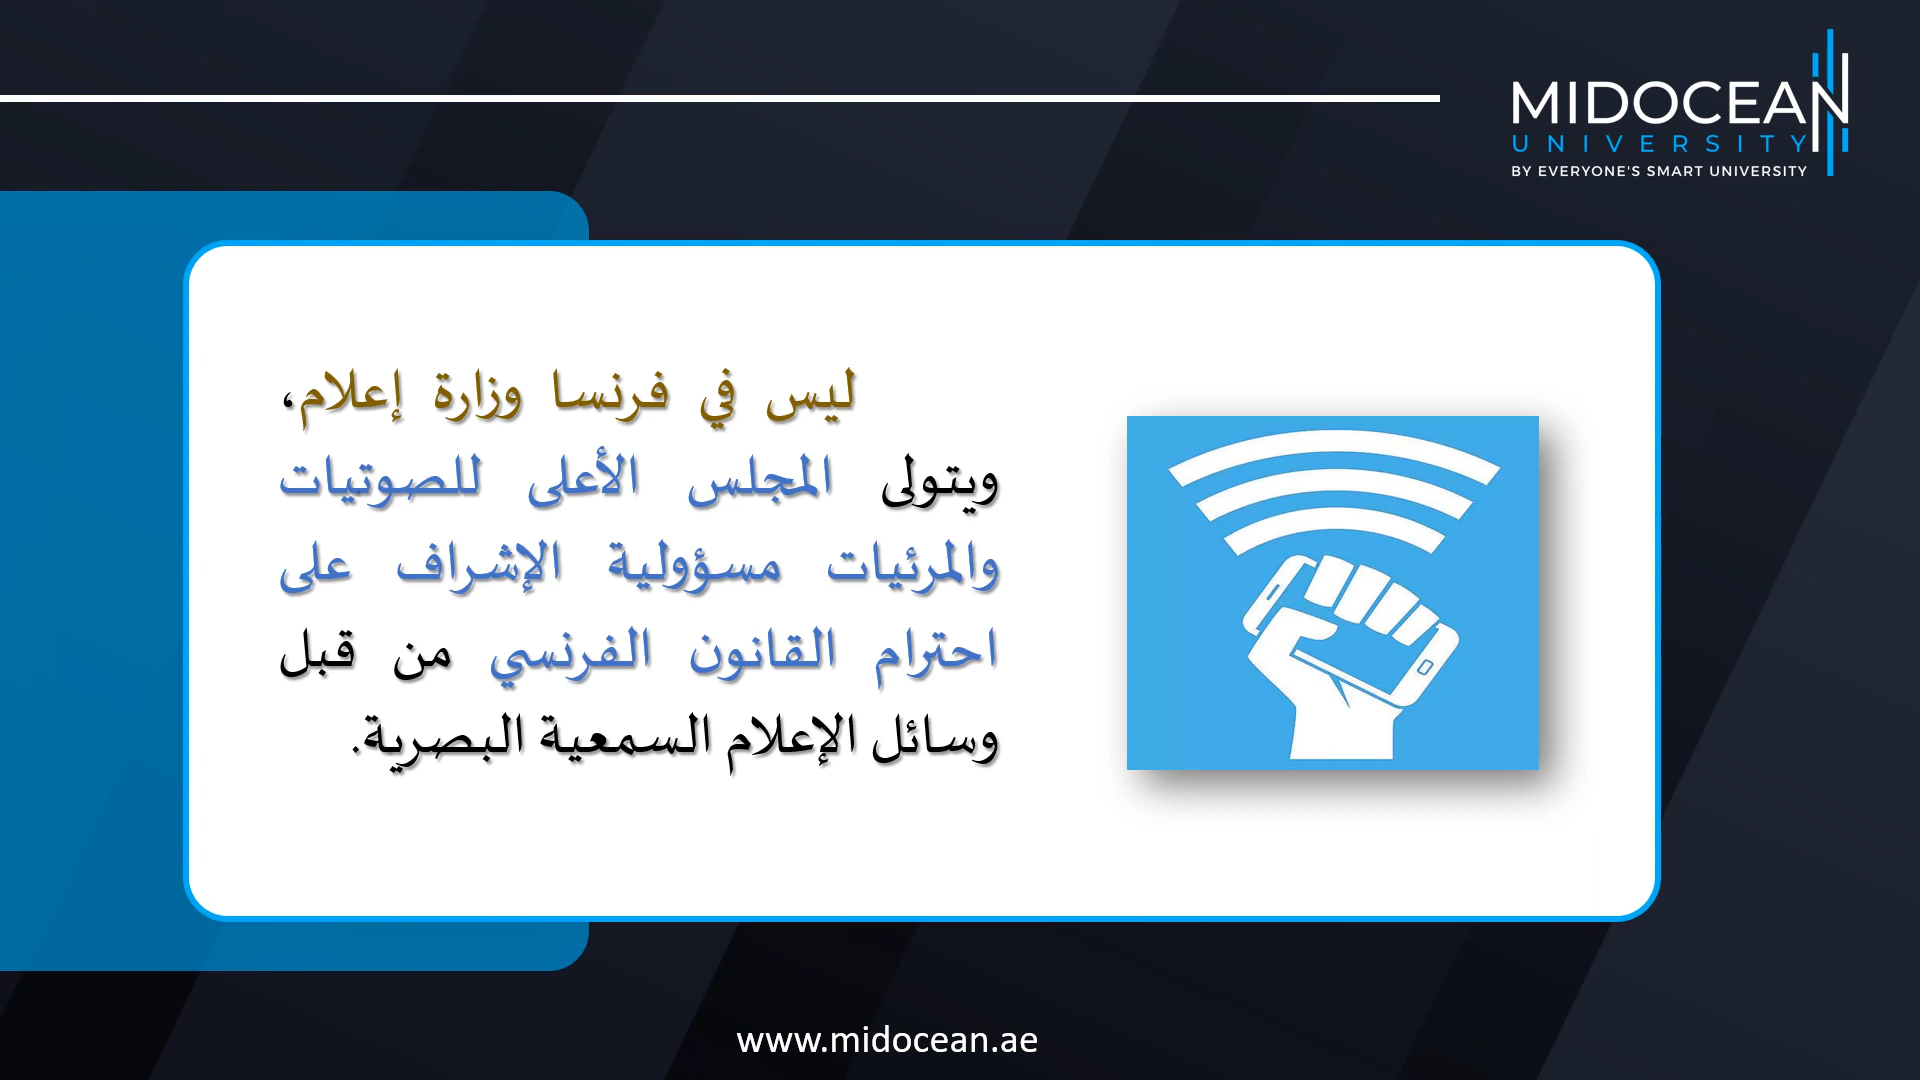 MIDOCEAN
UNIVERSITY
BY EVERYONE'S SMART UNIVERSITY
ليس في فرنسا وزارة إعلام،
ويتولى المجلس الأعلى للصوتيات
والمرئيات مسؤولية الإشراف على
احترام القانون الفرنسي من قبل
وسائل الإعلام السمعية البصرية.
www.midocean.ae